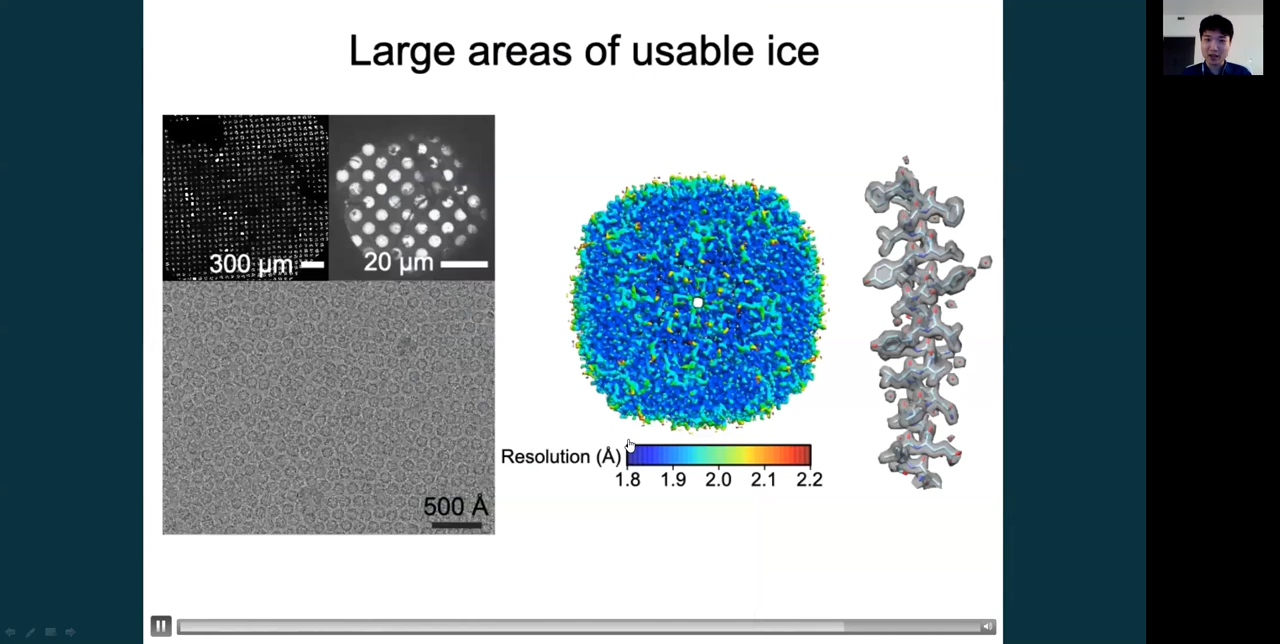 Large areas of usable ice
300 µm
20 µm
500 Å
Resolution (Å)
1.8 1.9 2.0 2.1 2.2